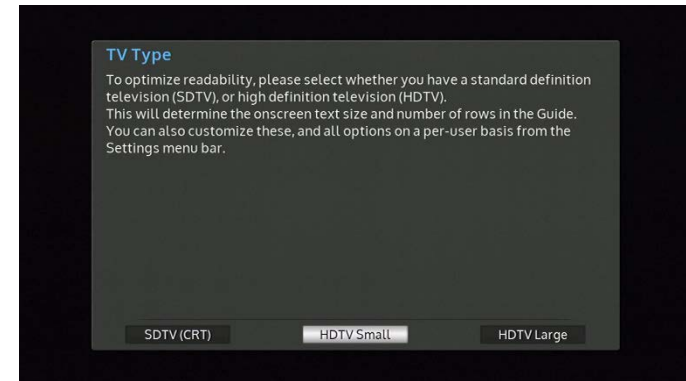 TV Type
To optimize readability, please select whether you have a standard definition
television (SDTV), or high definition television (HDTV).
This will determine the onscreen text size and number of rows in the Guide.
You can also customize these, and all options on a per-user basis from the
Settings menu bar.
SDTV (CRT)
HDTV Small
HDTV Large